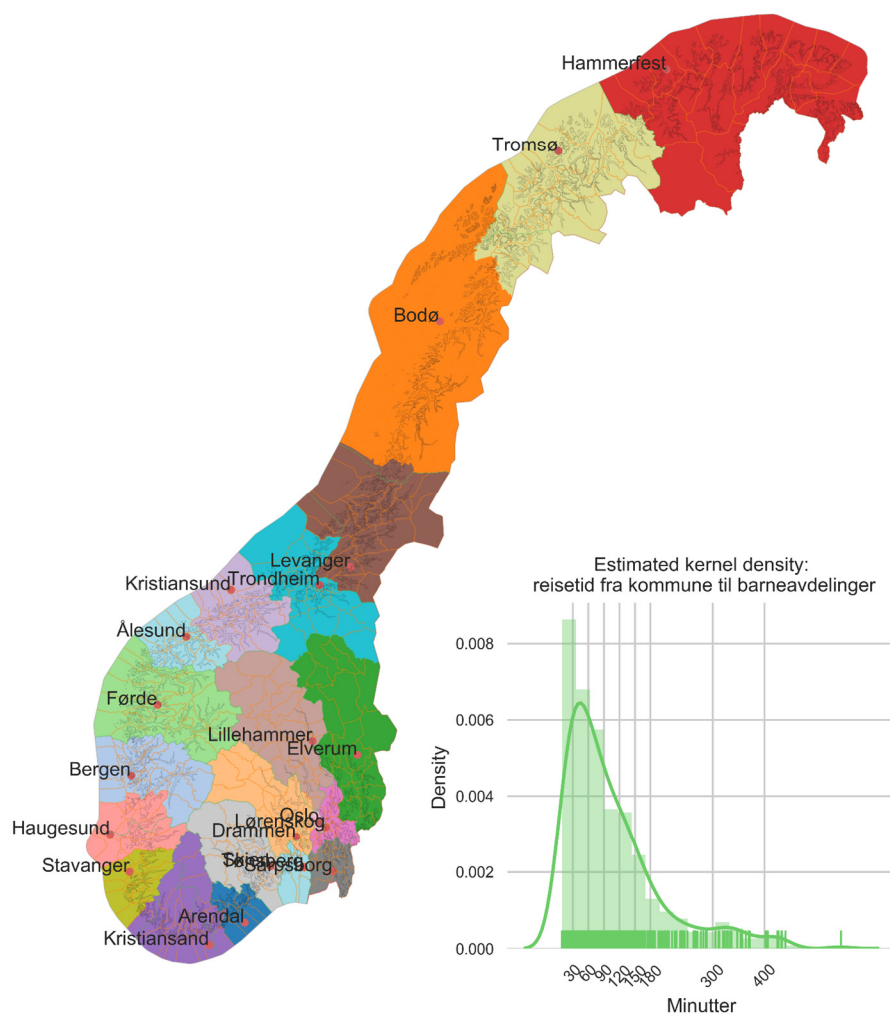 Hammerfest
Tromsø
Bodø
Levanger
Kristiansund
Trondheim
Ålesund
Førde
Lillehammer
Elverum
Bergen
Oslo
Lørenskog
Drammen
Haugesund
Stavanger
Sarpsborg
Arendal
Kristiansand
Estimated kernel density:
reisetid fra kommune til barneavdelinger
0.008
0.006
0.004
0.002
0.000
Density
30
60
90
120
150
180
300
400
Minutter